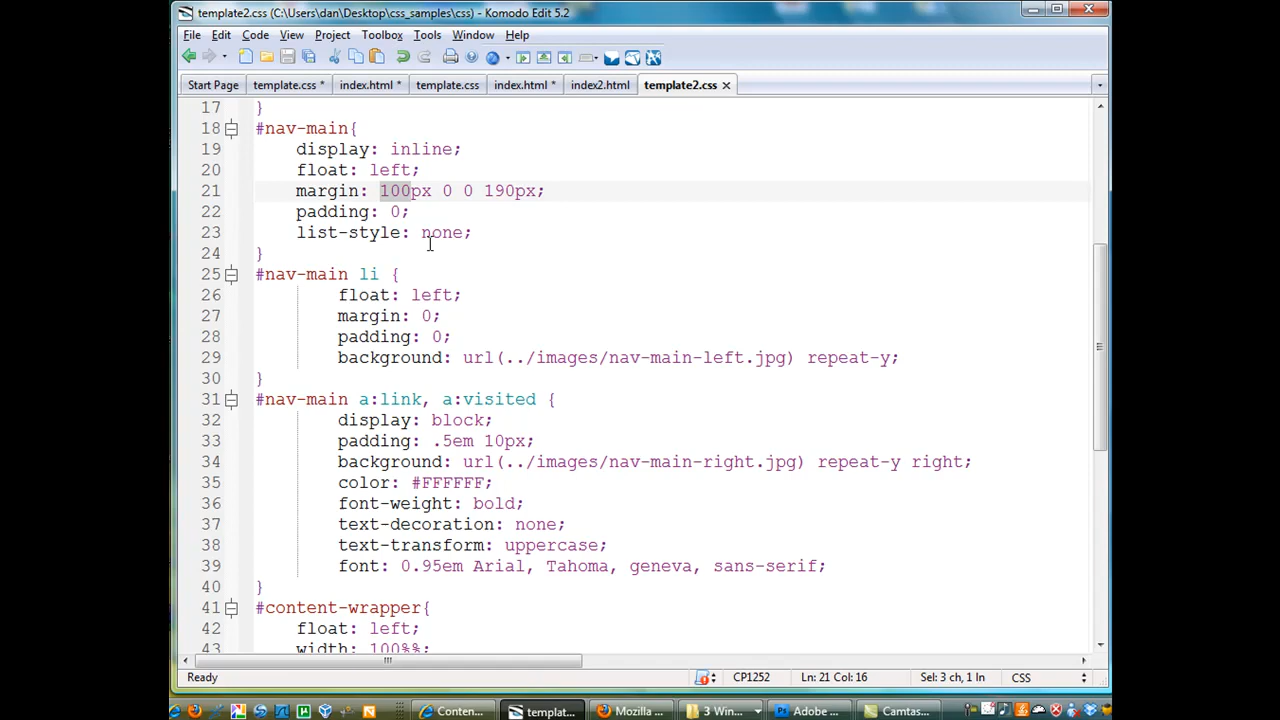 template2.css (C:\Users\dan\Desktop\css_samples\css) - Komodo Edit 5.2
File Edit Code View Project Toolbox Tools Window Help
Start Page template.css * index.html * template.css index.html * index2.html template2.css
17 }
18 #nav-main{
19 display: inline;
20 float: left;
21 margin: 100px 0 0 190px;
22 padding: 0;
23 list-style: none;
24 }
25 #nav-main li {
26 float: left;
27 margin: 0;
28 padding: 0;
29 background: url(../images/nav-main-left.jpg) repeat-y;
30 }
31 #nav-main a:link, a:visited {
32 display: block;
33 padding: .5em 10px;
34 background: url(../images/nav-main-right.jpg) repeat-y right;
35 color: #FFFFFF;
36 font-weight: bold;
37 text-decoration: none;
38 text-transform: uppercase;
39 font: 0.95em Arial, Tahoma, geneva, sans-serif;
40 }
41 #content-wrapper{
42 float: left;
43 width: 100%%;
Ready CP1252 Ln: 21 Col: 16 Sel: 3 ch, 1 ln CSS
Conten... templat... Mozilla ... 3 Win... Adobe ... Camtas...